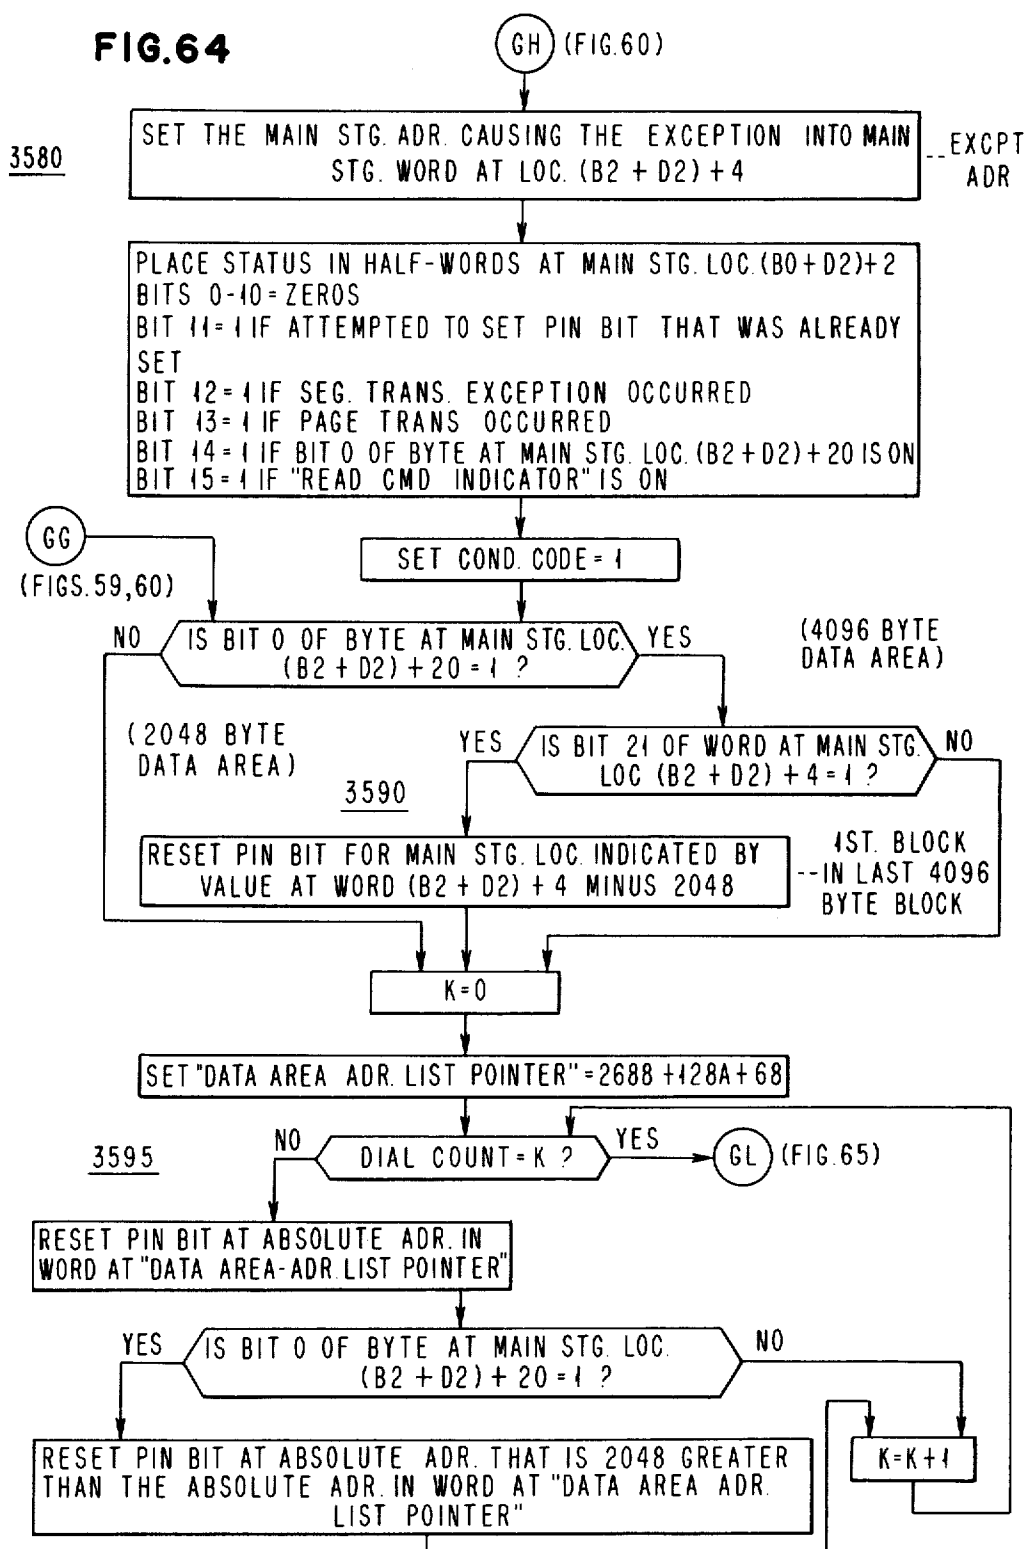 FIG.64
GH (FIG.60)
3580
SET THE MAIN STG. ADR. CAUSING THE EXCEPTION INTO MAIN
STG. WORD AT LOC. (B2 + D2) + 4
--EXCPT
ADR
PLACE STATUS IN HALF-WORDS AT MAIN STG. LOC.(B0+D2)+2
BITS 0-10=ZEROS
BIT 11=1 IF ATTEMPTED TO SET PIN BIT THAT WAS ALREADY
SET
BIT 12=1 IF SEG. TRANS. EXCEPTION OCCURRED
BIT 13=1 IF PAGE TRANS OCCURRED
BIT 14=1 IF BIT 0 OF BYTE AT MAIN STG. LOC.(B2+D2)+20 IS ON
BIT 15=1 IF "READ CMD INDICATOR" IS ON
GG
(FIGS.59,60)
SET COND. CODE=1
NO
IS BIT 0 OF BYTE AT MAIN STG. LOC.
(B2 + D2) + 20 = 1 ?
YES
(4096 BYTE
DATA AREA)
(2048 BYTE
DATA AREA)
YES
IS BIT 21 OF WORD AT MAIN STG.
LOC (B2 + D2) + 4 = 1 ?
NO
3590
RESET PIN BIT FOR MAIN STG. LOC. INDICATED BY
VALUE AT WORD (B2 + D2) + 4 MINUS 2048
1ST. BLOCK
--IN LAST 4096
BYTE BLOCK
K=0
SET "DATA AREA ADR. LIST POINTER"=2688+128A+68
3595
NO
DIAL COUNT=K ?
YES
GL (FIG.65)
RESET PIN BIT AT ABSOLUTE ADR. IN
WORD AT "DATA AREA-ADR.LIST POINTER"
YES
IS BIT 0 OF BYTE AT MAIN STG. LOC.
(B2 + D2) + 20 = 1 ?
NO
RESET PIN BIT AT ABSOLUTE ADR. THAT IS 2048 GREATER
THAN THE ABSOLUTE ADR. IN WORD AT "DATA AREA ADR.
LIST POINTER"
K=K+1